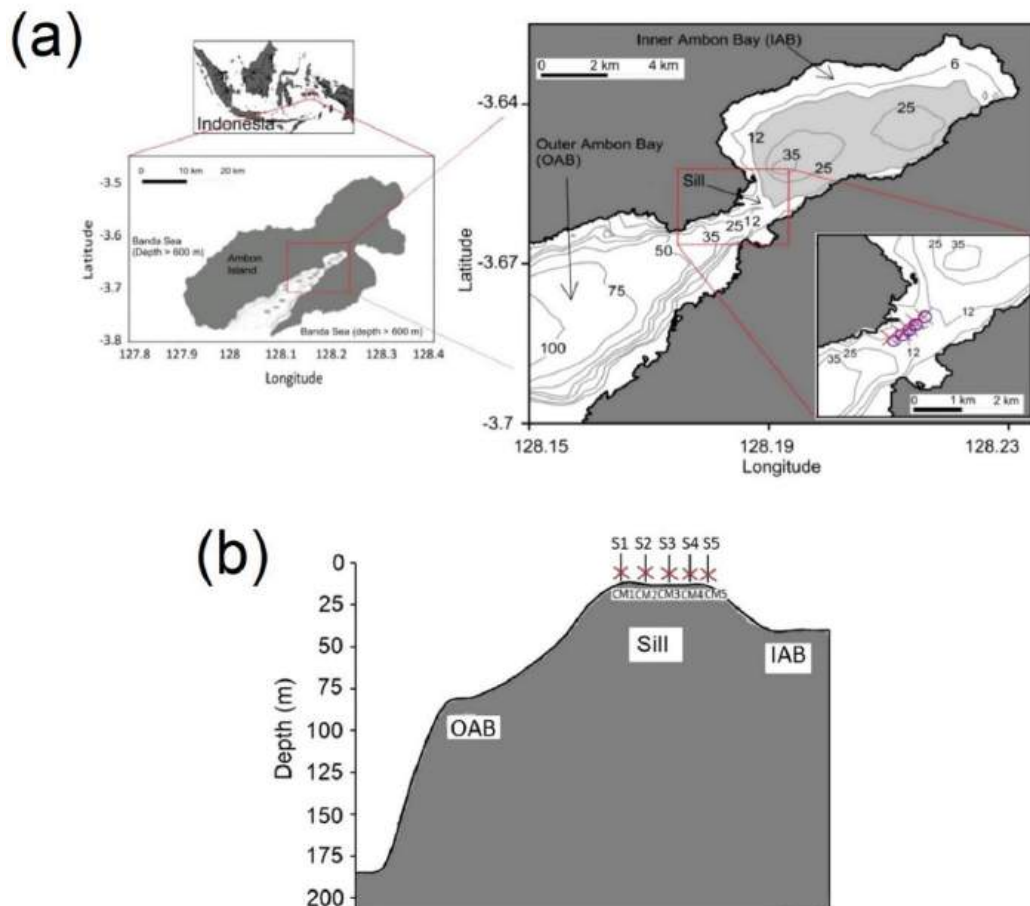 (a)
Indonesia
0 10 km 20 km
-3.5
-3.6
-3.7
-3.8
Latitude
Banda Sea
(Depth > 600 m)
Ambon
Island
Banda Sea (depth > 600 m)
127.8 127.9 128 128.1 128.2 128.3 128.4
Longitude
Inner Ambon Bay (IAB)
0 2 km 4 km
6
-3.64
25
12
Outer Ambon Bay
(OAB)
35
25
Sill
Latitude
25 12
35
50
-3.67
75
100
-3.7
128.15 128.19 128.23
Longitude
25 35
12
35 25
12
0 1 km 2 km
(b)
S1 S2 S3 S4 S5
CM1 CM2 CM3 CM4 CM5
0
25
50
75
100
125
150
175
200
Depth (m)
Sill
IAB
OAB